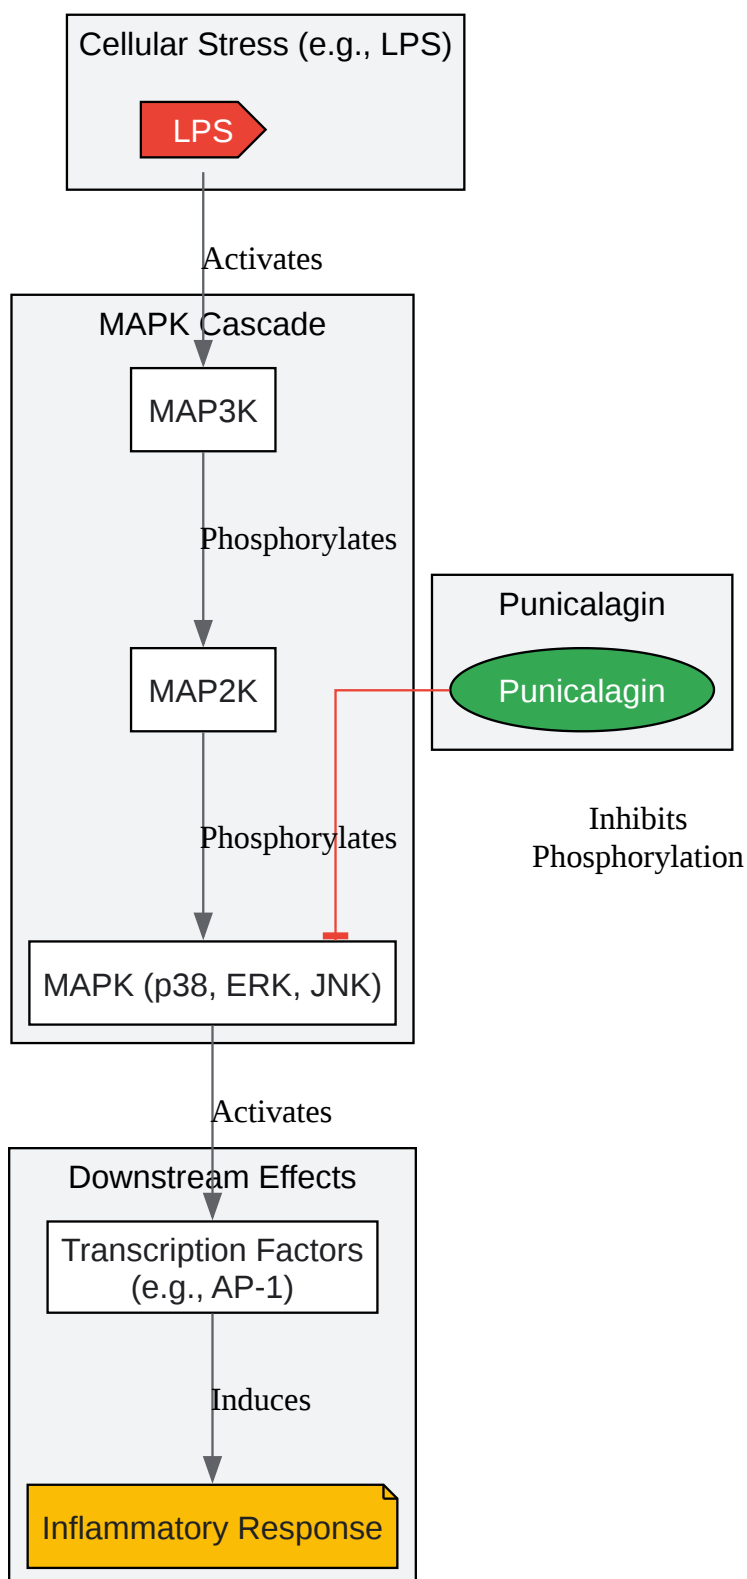 Cellular Stress (e.g., LPS)
LPS
Activates
MAPK Cascade
MAP3K
Phosphorylates
Punicalagin
MAP2K
Punicalagin
Phosphorylates
Inhibits
Phosphorylation
MAPK (p38, ERK, JNK)
Activates
Downstream Effects
Transcription Factors
(e.g., AP-1)
Induces
Inflammatory Response